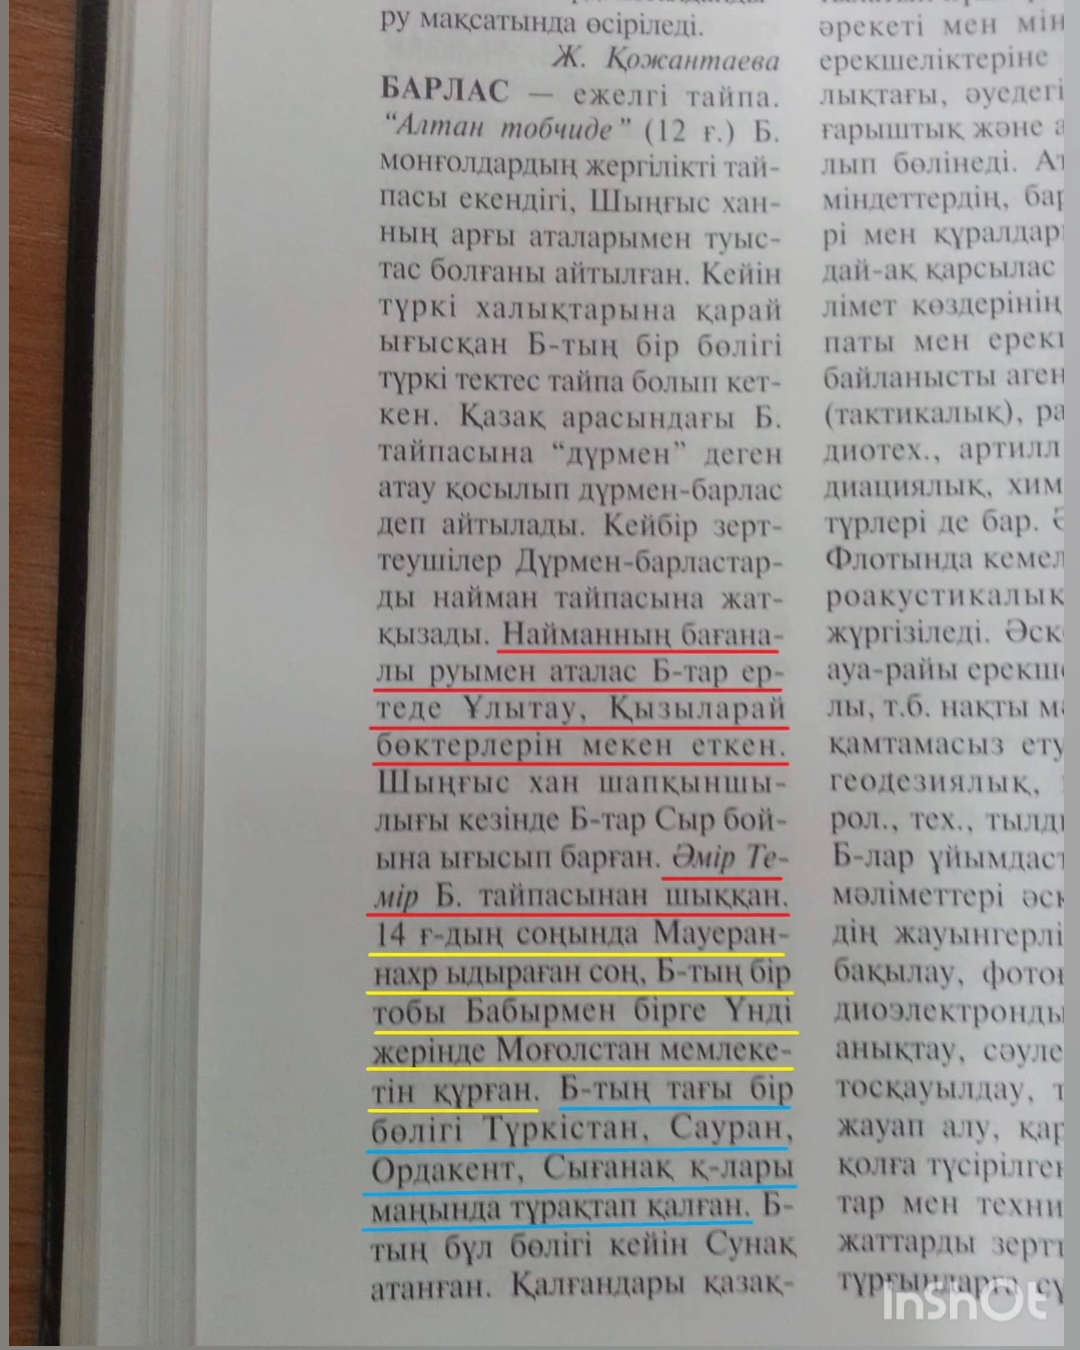 ру мақсатында өсіріледі.
Ж. Қожантаева
БАРЛАС — ежелгі тайпа.
“Алтан тобчиде” (12 ғ.) Б.
монғолдардың жергілікті тай-
пасы екендігі, Шыңғыс хан-
ның арғы аталарымен туыс-
тас болғаны айтылған. Кейін
түркі халықтарына қарай
ығысқан Б-тың бір бөлігі
түркі тектес тайпа болып кет-
кен. Қазақ арасындағы Б.
тайпасына “дүрмен” деген
атау қосылып дүрмен-барлас
деп айтылады. Кейбір зерт-
теушілер Дүрмен-барластар-
ды найман тайпасына жат-
қызады. Найманның бағана-
лы руымен аталас Б-тар ер-
теде Ұлытау, Қызыларай
бөктерлерін мекен еткен.
Шыңғыс хан шапқыншы-
лығы кезінде Б-тар Сыр бой-
ына ығысып барған. Әмір Те-
мір Б. тайпасынан шыққан.
14 ғ-дың соңында Мауеран-
нахр ыдыраған соң, Б-тың бір
тобы Бабырмен бірге Үнді
жерінде Моғолстан мемлеке-
тін құрған. Б-тың тағы бір
бөлігі Түркістан, Сауран,
Ордакент, Сығанақ қ-лары
маңында тұрақтап қалған. Б-
тың бұл бөлігі кейін Сунақ
атанған. Қалғандары қазақ-
әрекеті мен мін
ерекшеліктеріне
лықтағы, әуедегі
ғарыштық және а
лып бөлінеді. Ат
міндеттердің, бар
рі мен құралдар
дай-ақ қарсылас
лімет көздерінің
паты мен ерек
байланысты аген
(тактикалық), ра
диотех., артилл
диациялық, хим
түрлері де бар. Ә
Флотында кемел
роакустикалық
жүргізіледі. Әск
ауа-райы ерекше
лы, т.б. нақты м
қамтамасыз ету
геодезиялық,
рол., тех., тылд
Б-лар ұйымдаст
мәліметтері әск
дің жауынгерлі
бақылау, фотог
диоэлектронды
анықтау, сәуле
тосқауылдау, т
жауап алу, қар
қолға түсірілген
тар мен техни
жаттарды зертт
тұрғындарға сұ
InShOt